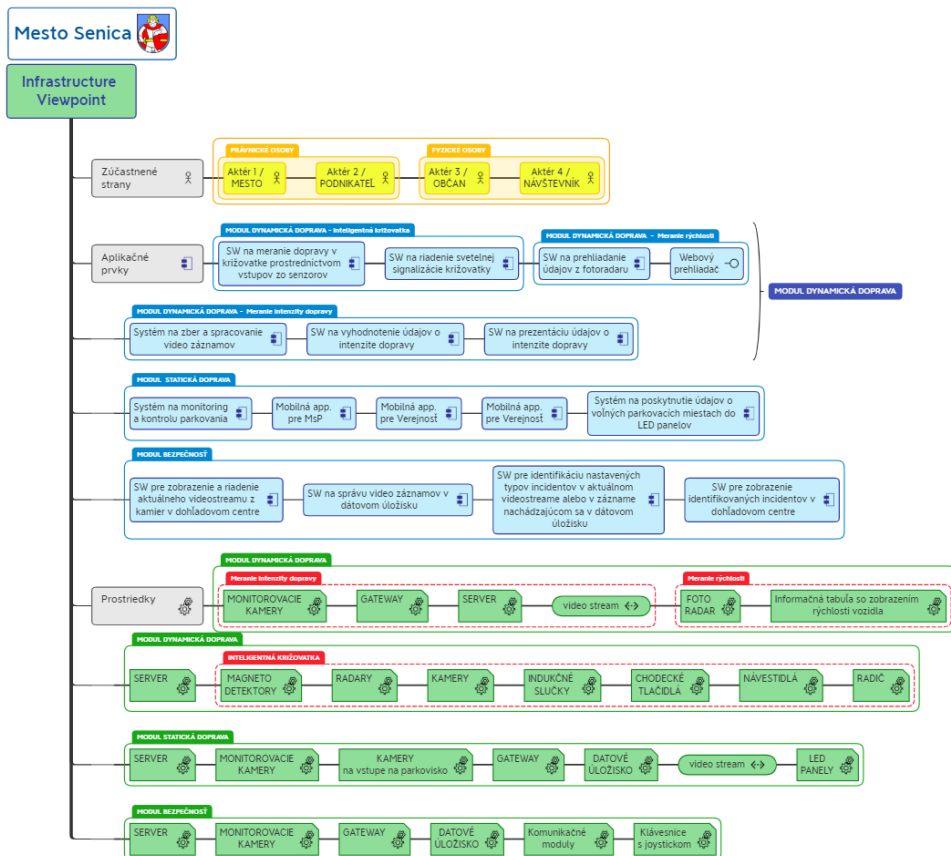 Mesto Senica
Infrastructure
Viewpoint
PRÁVNICKÉ OSOBY
FYZICKÉ OSOBY
Zúčastnené
strany
Aktér 1 /
MESTO
Aktér 2 /
PODNIKATEĽ
Aktér 3 /
OBČAN
Aktér 4 /
NÁVŠTEVNÍK
MODUL DYNAMICKÁ DOPRAVA - Inteligentná križovatka
MODUL DYNAMICKÁ DOPRAVA - Meranie rýchlosti
Aplikačné
prvky
SW na meranie dopravy v
križovatke prostredníctvom
vstupov zo senzorov
SW na riadenie svetelnej
signalizácie križovatky
SW na prehliadanie
údajov z fotoradaru
Webový
prehliadač
MODUL DYNAMICKÁ DOPRAVA
MODUL DYNAMICKÁ DOPRAVA - Meranie intenzity dopravy
Systém na zber a spracovanie
video záznamov
SW na vyhodnotenie údajov o
intenzite dopravy
SW na prezentáciu údajov o
intenzite dopravy
MODUL STATICKÁ DOPRAVA
Systém na monitoring
a kontrolu parkovania
Mobilná app.
pre MsP
Mobilná app.
pre Verejnosť
Mobilná app.
pre Verejnosť
Systém na poskytnutie údajov o
voľných parkovacích miestach do
LED panelov
MODUL BEZPEČNOSŤ
SW pre zobrazenie a riadenie
aktuálneho videostreamu z
kamier v dohľadovom centre
SW na správu video záznamov v
dátovom úložisku
SW pre identifikáciu nastavených
typov incidentov v aktuálnom
videostreame alebo v zázname
nachádzajúcom sa v dátovom
úložisku
SW pre zobrazenie
identifikovaných incidentov v
dohľadovom centre
MODUL DYNAMICKÁ DOPRAVA
Meranie intenzity dopravy
Meranie rýchlosti
Prostriedky
MONITOROVACIE
KAMERY
GATEWAY
SERVER
video stream
FOTO
RADAR
Informačná tabuľa so zobrazením
rýchlosti vozidla
MODUL DYNAMICKÁ DOPRAVA
INTELIGENTNÁ KRIŽOVATKA
SERVER
MAGNETO
DETEKTORY
RADARY
KAMERY
INDUKČNÉ
SLUČKY
CHODECKÉ
TLAČIDLÁ
NÁVESTIDLÁ
RADIČ
MODUL STATICKÁ DOPRAVA
SERVER
MONITOROVACIE
KAMERY
KAMERY
na vstupe na parkovisko
GATEWAY
DATOVÉ
ÚLOŽISKO
video stream
LED
PANELY
MODUL BEZPEČNOSŤ
SERVER
MONITOROVACIE
KAMERY
GATEWAY
DATOVÉ
ÚLOŽISKO
Komunikačné
moduly
Klávesnice
s joystickom